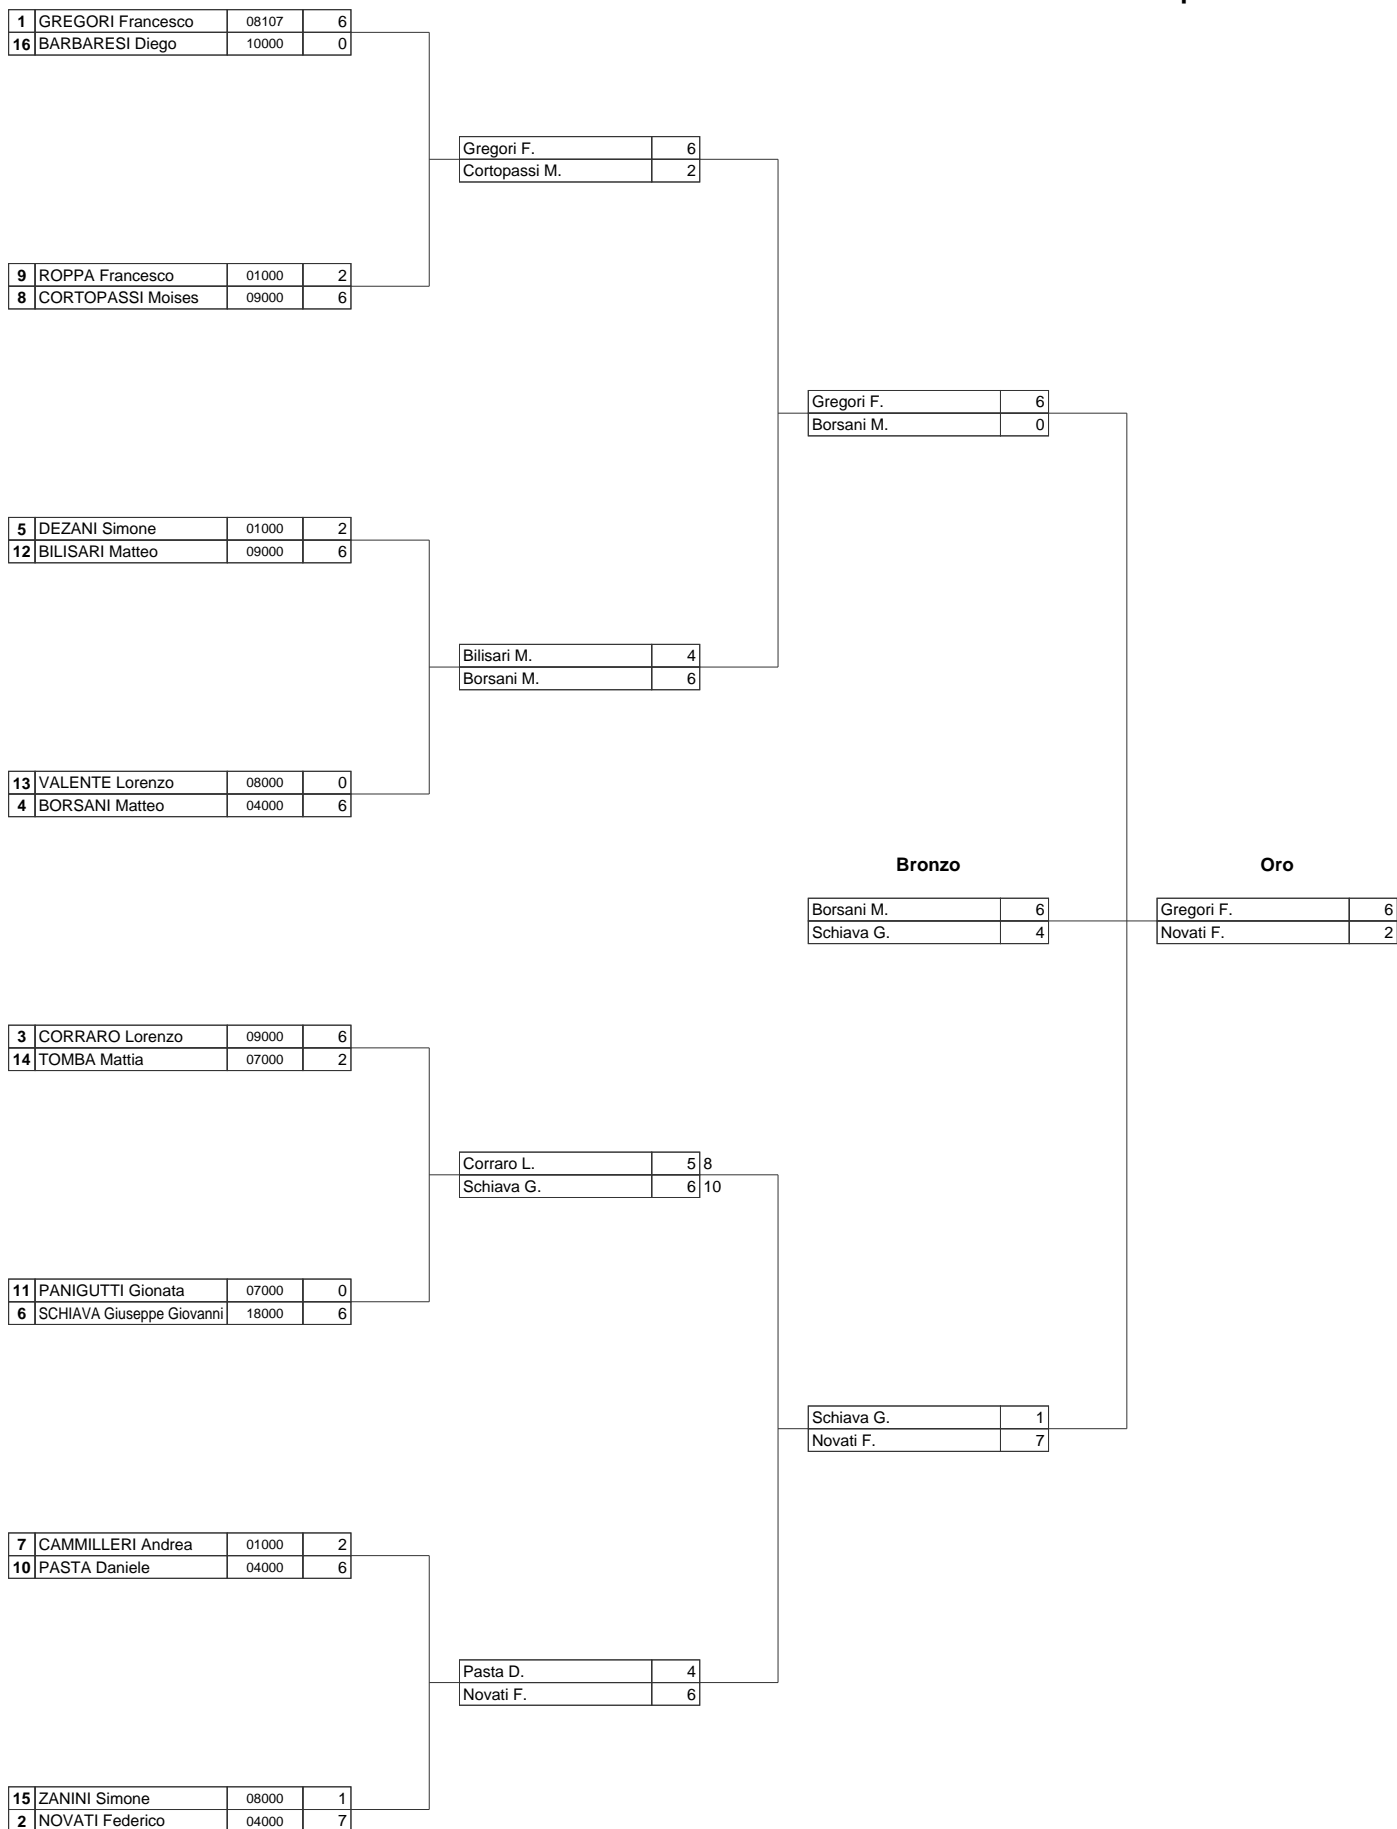 1 GREGORI Francesco 08107 6
16 BARBARESI Diego 10000 0
Gregori F. 6
Cortopassi M. 2
9 ROPPA Francesco 01000 2
8 CORTOPASSI Moises 09000 6
Gregori F. 6
Borsani M. 0
5 DEZANI Simone 01000 2
12 BILISARI Matteo 09000 6
Bilisari M. 4
Borsani M. 6
13 VALENTE Lorenzo 08000 0
4 BORSANI Matteo 04000 6
Bronzo Oro
Borsani M. 6 Gregori F. 6
Schiava G. 4 Novati F. 2
3 CORRARO Lorenzo 09000 6
14 TOMBA Mattia 07000 2
Corraro L. 5 8
Schiava G. 6 10
11 PANIGUTTI Gionata 07000 0
6 SCHIAVA Giuseppe Giovanni 18000 6
Schiava G. 1
Novati F. 7
7 CAMMILLERI Andrea 01000 2
10 PASTA Daniele 04000 6
Pasta D. 4
Novati F. 6
15 ZANINI Simone 08000 1
2 NOVATI Federico 04000 7